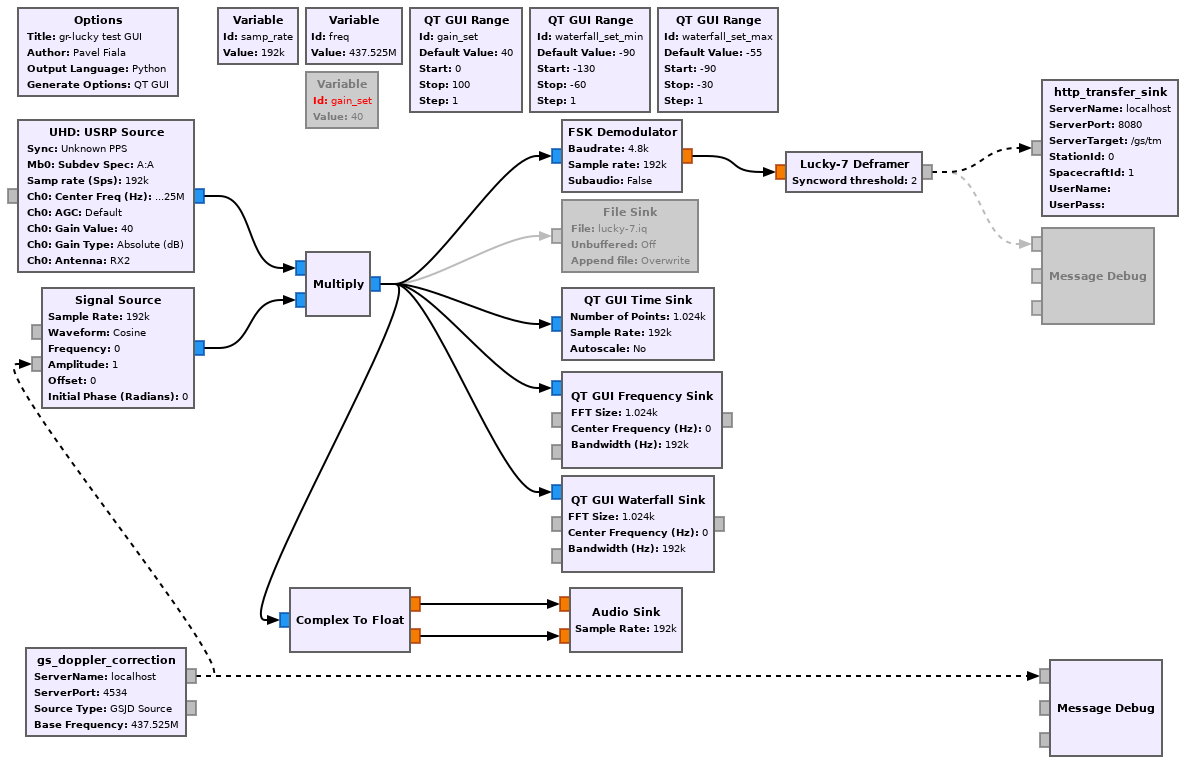 Options
Title: gr-lucky test GUI
Author: Pavel Fiala
Output Language: Python
Generate Options: QT GUI
Variable
Id: samp_rate
Value: 192k
Variable
Id: freq
Value: 437.525M
Variable
Id: gain_set
Value: 40
QT GUI Range
Id: gain_set
Default Value: 40
Start: 0
Stop: 100
Step: 1
QT GUI Range
Id: waterfall_set_min
Default Value: -90
Start: -130
Stop: -60
Step: 1
QT GUI Range
Id: waterfall_set_max
Default Value: -55
Start: -90
Stop: -30
Step: 1
http_transfer_sink
ServerName: localhost
ServerPort: 8080
ServerTarget: /gs/tm
StationId: 0
SpacecraftId: 1
UserName:
UserPass:
UHD: USRP Source
Sync: Unknown PPS
Mb0: Subdev Spec: A:A
Samp rate (Sps): 192k
Ch0: Center Freq (Hz): ...25M
Ch0: AGC: Default
Ch0: Gain Value: 40
Ch0: Gain Type: Absolute (dB)
Ch0: Antenna: RX2
FSK Demodulator
Baudrate: 4.8k
Sample rate: 192k
Subaudio: False
Lucky-7 Deframer
Syncword threshold: 2
File Sink
File: lucky-7.iq
Unbuffered: Off
Append file: Overwrite
Message Debug
Multiply
Signal Source
Sample Rate: 192k
Waveform: Cosine
Frequency: 0
Amplitude: 1
Offset: 0
Initial Phase (Radians): 0
QT GUI Time Sink
Number of Points: 1.024k
Sample Rate: 192k
Autoscale: No
QT GUI Frequency Sink
FFT Size: 1.024k
Center Frequency (Hz): 0
Bandwidth (Hz): 192k
QT GUI Waterfall Sink
FFT Size: 1.024k
Center Frequency (Hz): 0
Bandwidth (Hz): 192k
Complex To Float
Audio Sink
Sample Rate: 192k
gs_doppler_correction
ServerName: localhost
ServerPort: 4534
Source Type: GSJD Source
Base Frequency: 437.525M
Message Debug